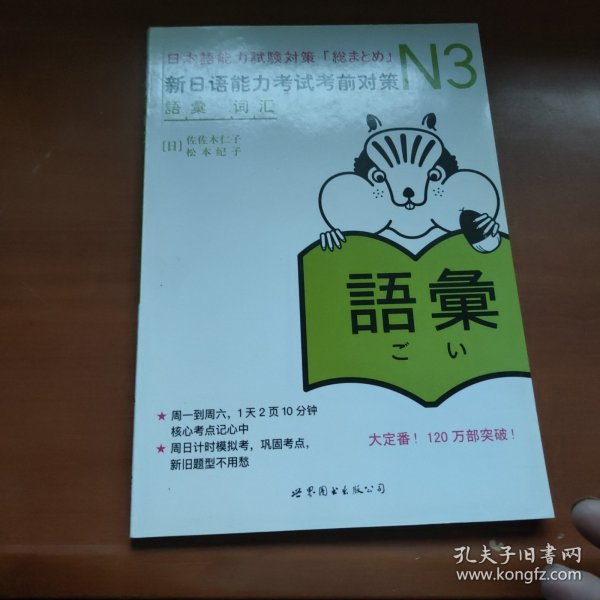 日本語能力試験対策「総まとめ」
新日语能力考试考前对策
N3
語彙 词汇
[日] 佐佐木仁子
松本紀子
語彙
ごい
★ 周一到周六，1天2页10分钟
核心考点记心中
★ 周日计时模拟考，巩固考点，
新旧题型不用愁
大定番！120万部突破！
世界图书出版公司
孔夫子旧书网
www.kongfz.com